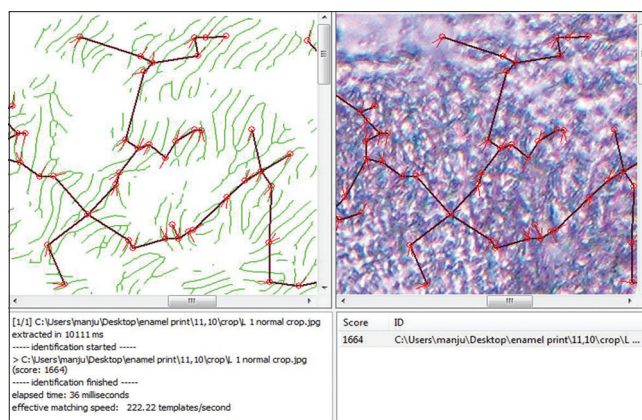 [1/1] C:\Users\manju\Desktop\enamel print\11,10\crop\L 1 normal crop.jpg
extracted in 10111 ms
----- identification started -----
> C:\Users\manju\Desktop\enamel print\11,10\crop\L 1 normal crop.jpg
(score: 1664)
----- identification finished -----
elapsed time: 36 milliseconds
effective matching speed: 222.22 templates/second
Score ID
1664 C:\Users\manju\Desktop\enamel print\11,10\crop\L ...